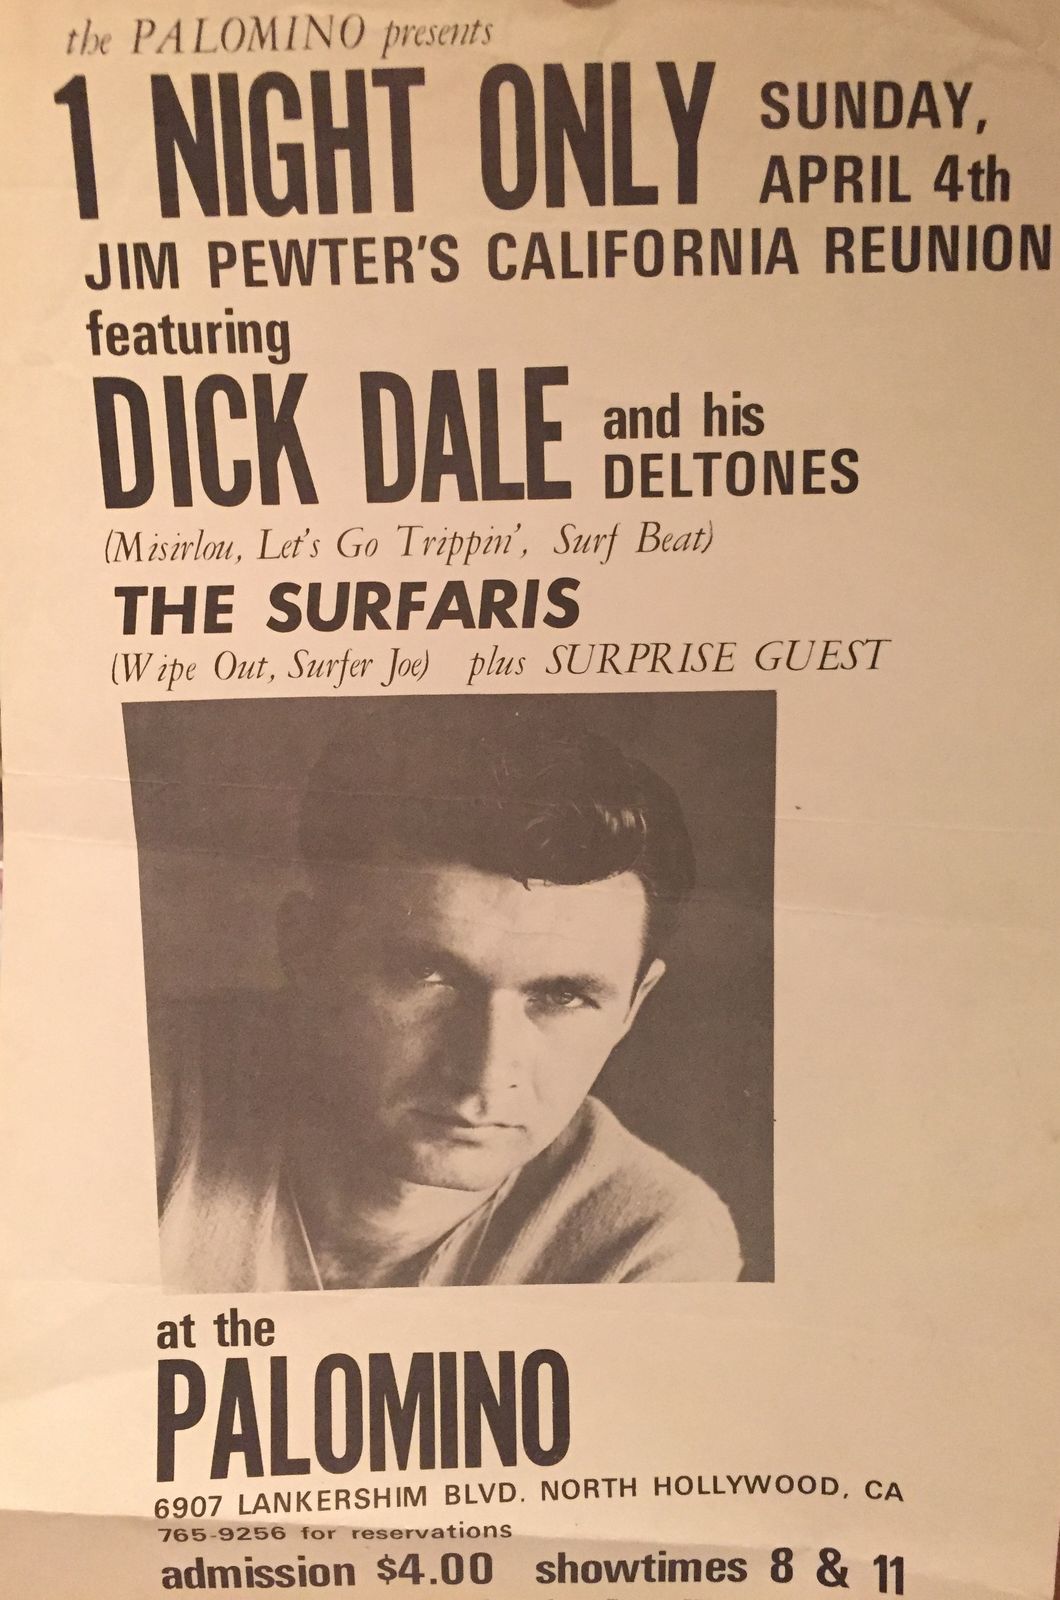 the PALOMINO presents
1 NIGHT ONLY SUNDAY, APRIL 4th
JIM PEWTER'S CALIFORNIA REUNION
featuring
DICK DALE and his DELTONES
(Misirlou, Let's Go Trippin', Surf Beat)
THE SURFARIS
(Wipe Out, Surfer Joe) plus SURPRISE GUEST
at the
PALOMINO
6907 LANKERSHIM BLVD. NORTH HOLLYWOOD, CA
765-9256 for reservations
admission $4.00 showtimes 8 & 11